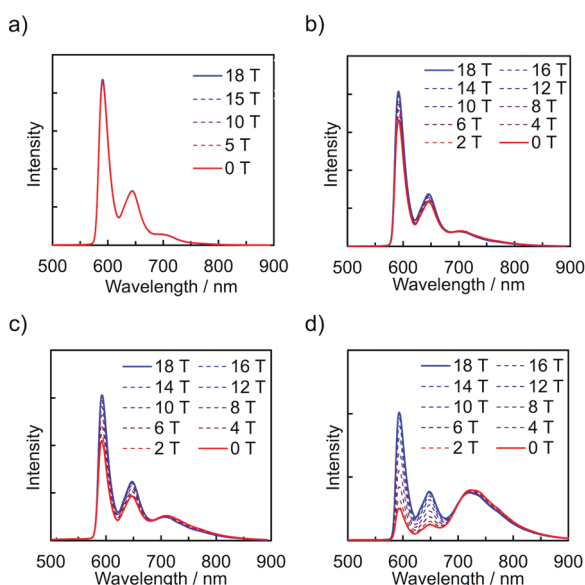 a)
18 T
15 T
10 T
5 T
0 T
Intensity
500 600 700 800 900
Wavelength / nm
b)
18 T 16 T
14 T 12 T
10 T 8 T
6 T 4 T
2 T 0 T
Intensity
500 600 700 800 900
Wavelength / nm
c)
18 T 16 T
14 T 12 T
10 T 8 T
6 T 4 T
2 T 0 T
Intensity
500 600 700 800 900
Wavelength / nm
d)
18 T 16 T
14 T 12 T
10 T 8 T
6 T 4 T
2 T 0 T
Intensity
500 600 700 800 900
Wavelength / nm